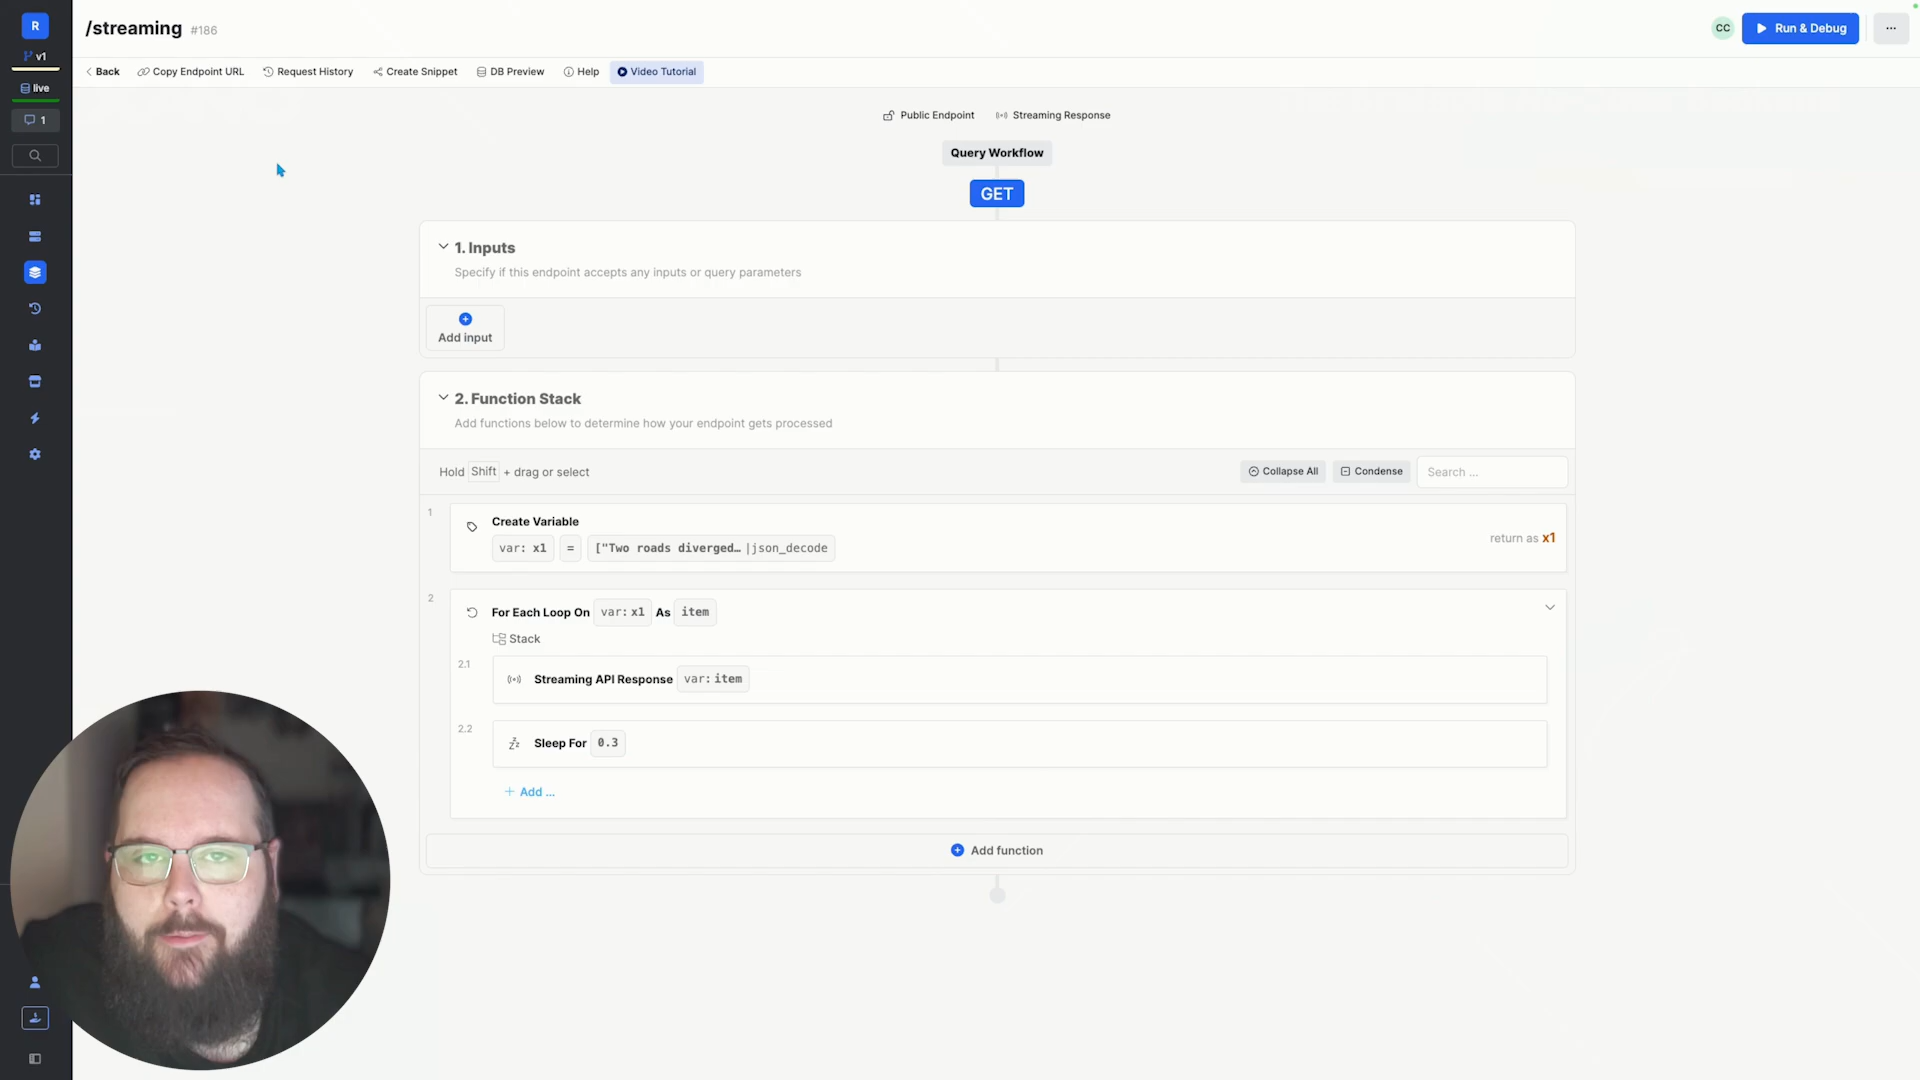 R
/streaming #186
CC
Run & Debug
...
v1
live
1
Back
Copy Endpoint URL
Request History
Create Snippet
DB Preview
Help
Video Tutorial
Public Endpoint
Streaming Response
Query Workflow
GET
1. Inputs
Specify if this endpoint accepts any inputs or query parameters
Add input
2. Function Stack
Add functions below to determine how your endpoint gets processed
Hold Shift + drag or select
Collapse All
Condense
Search ...
1
Create Variable
var: x1 = ["Two roads diverged… |json_decode
return as x1
2
For Each Loop On var: x1 As item
Stack
2.1
Streaming API Response var: item
2.2
Sleep For 0.3
+ Add ...
Add function